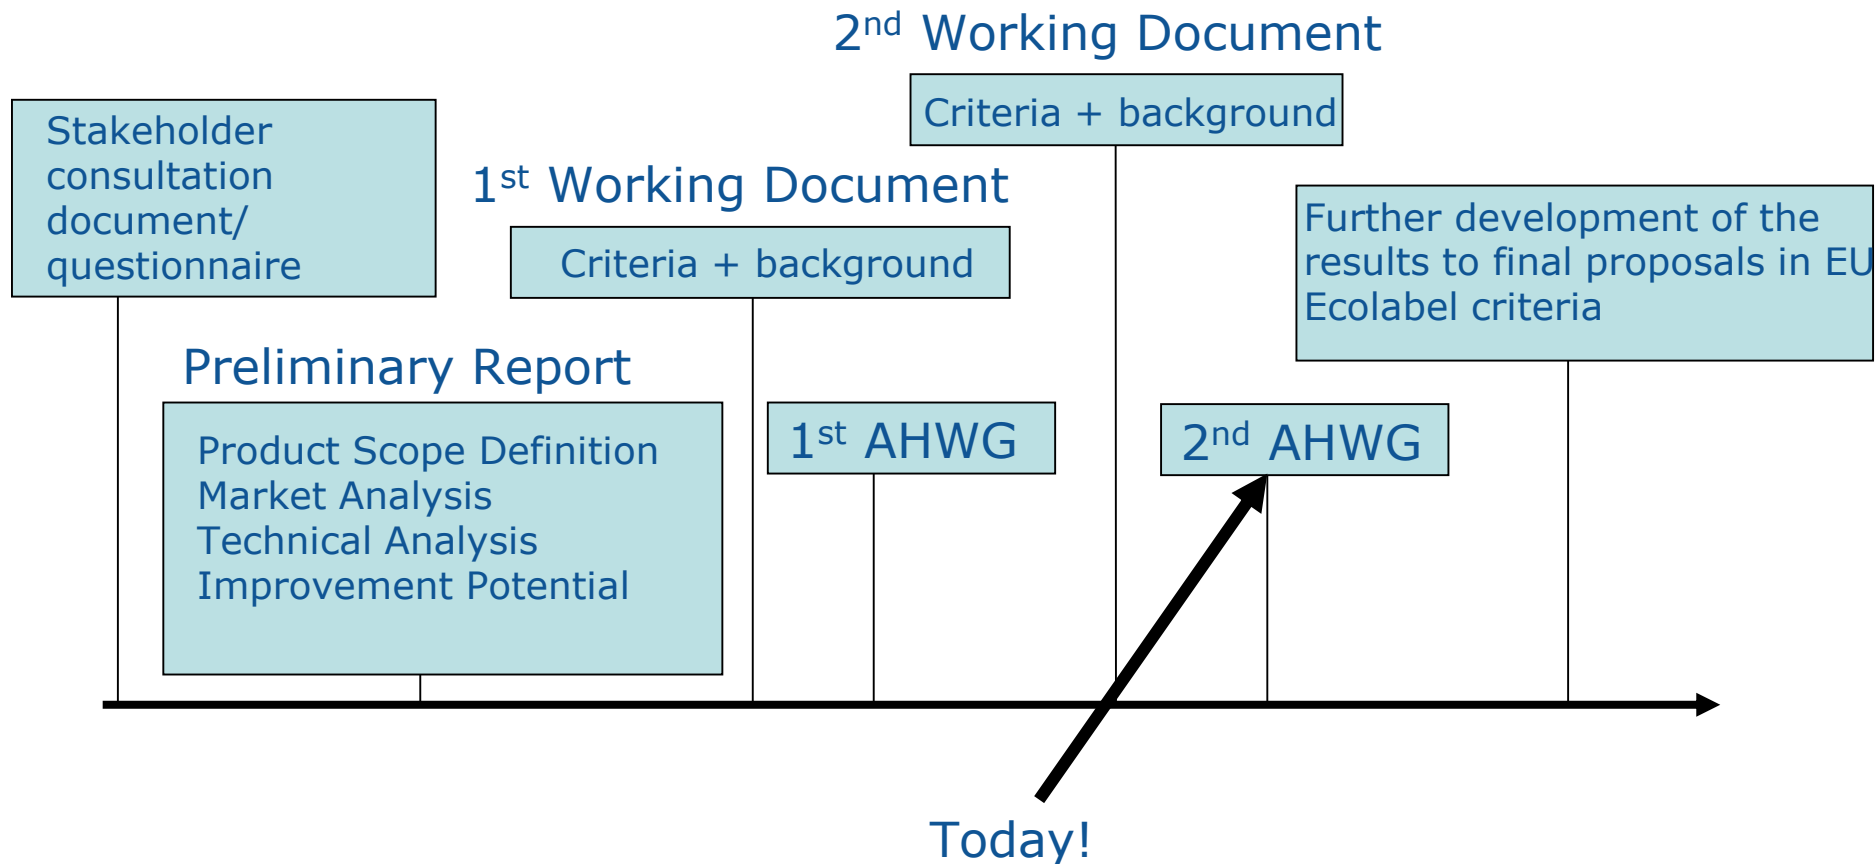 2nd Working Document
Criteria + background
Stakeholder
consultation
document/
questionnaire
1st Working Document
Criteria + background
Further development of the
results to final proposals in EU
Ecolabel criteria
Preliminary Report
Product Scope Definition
Market Analysis
Technical Analysis
Improvement Potential
1st AHWG
2nd AHWG
Today!